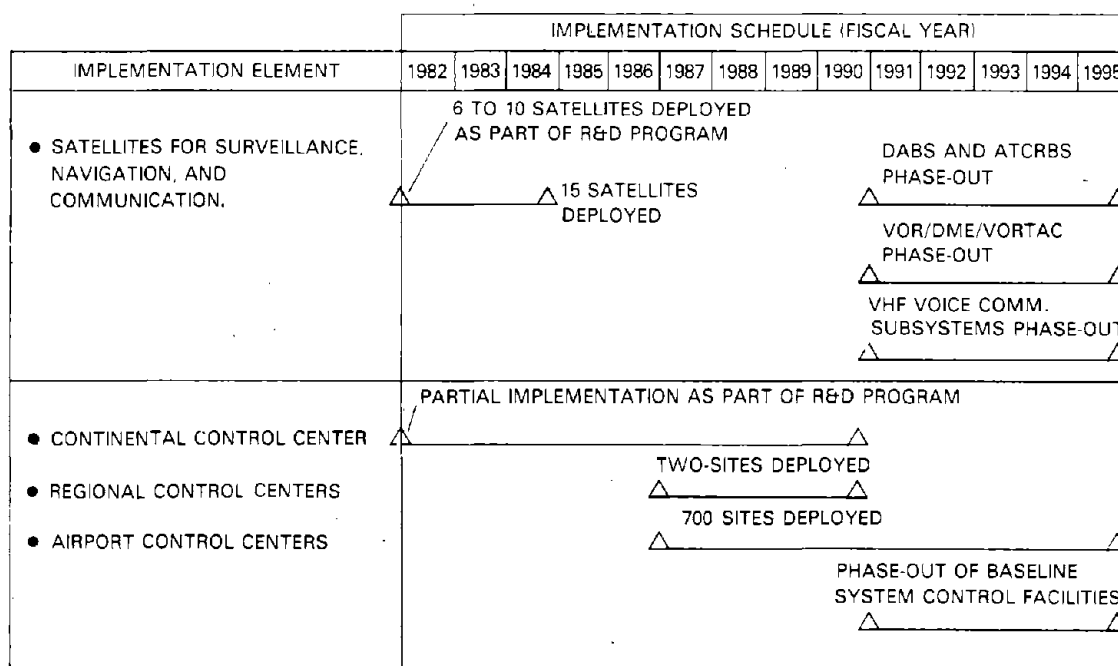 IMPLEMENTATION SCHEDULE (FISCAL YEAR)
IMPLEMENTATION ELEMENT 1982 1983 1984 1985 1986 1987 1988 1989 1990 1991 1992 1993 1994 1995
6 TO 10 SATELLITES DEPLOYED
AS PART OF R&D PROGRAM
• SATELLITES FOR SURVEILLANCE,
NAVIGATION, AND
COMMUNICATION.
15 SATELLITES
DEPLOYED
DABS AND ATCRBS
PHASE-OUT
VOR/DME/VORTAC
PHASE-OUT
VHF VOICE COMM.
SUBSYSTEMS PHASE-OUT
PARTIAL IMPLEMENTATION AS PART OF R&D PROGRAM
• CONTINENTAL CONTROL CENTER
TWO-SITES DEPLOYED
• REGIONAL CONTROL CENTERS
700 SITES DEPLOYED
• AIRPORT CONTROL CENTERS
PHASE-OUT OF BASELINE
SYSTEM CONTROL FACILITIES